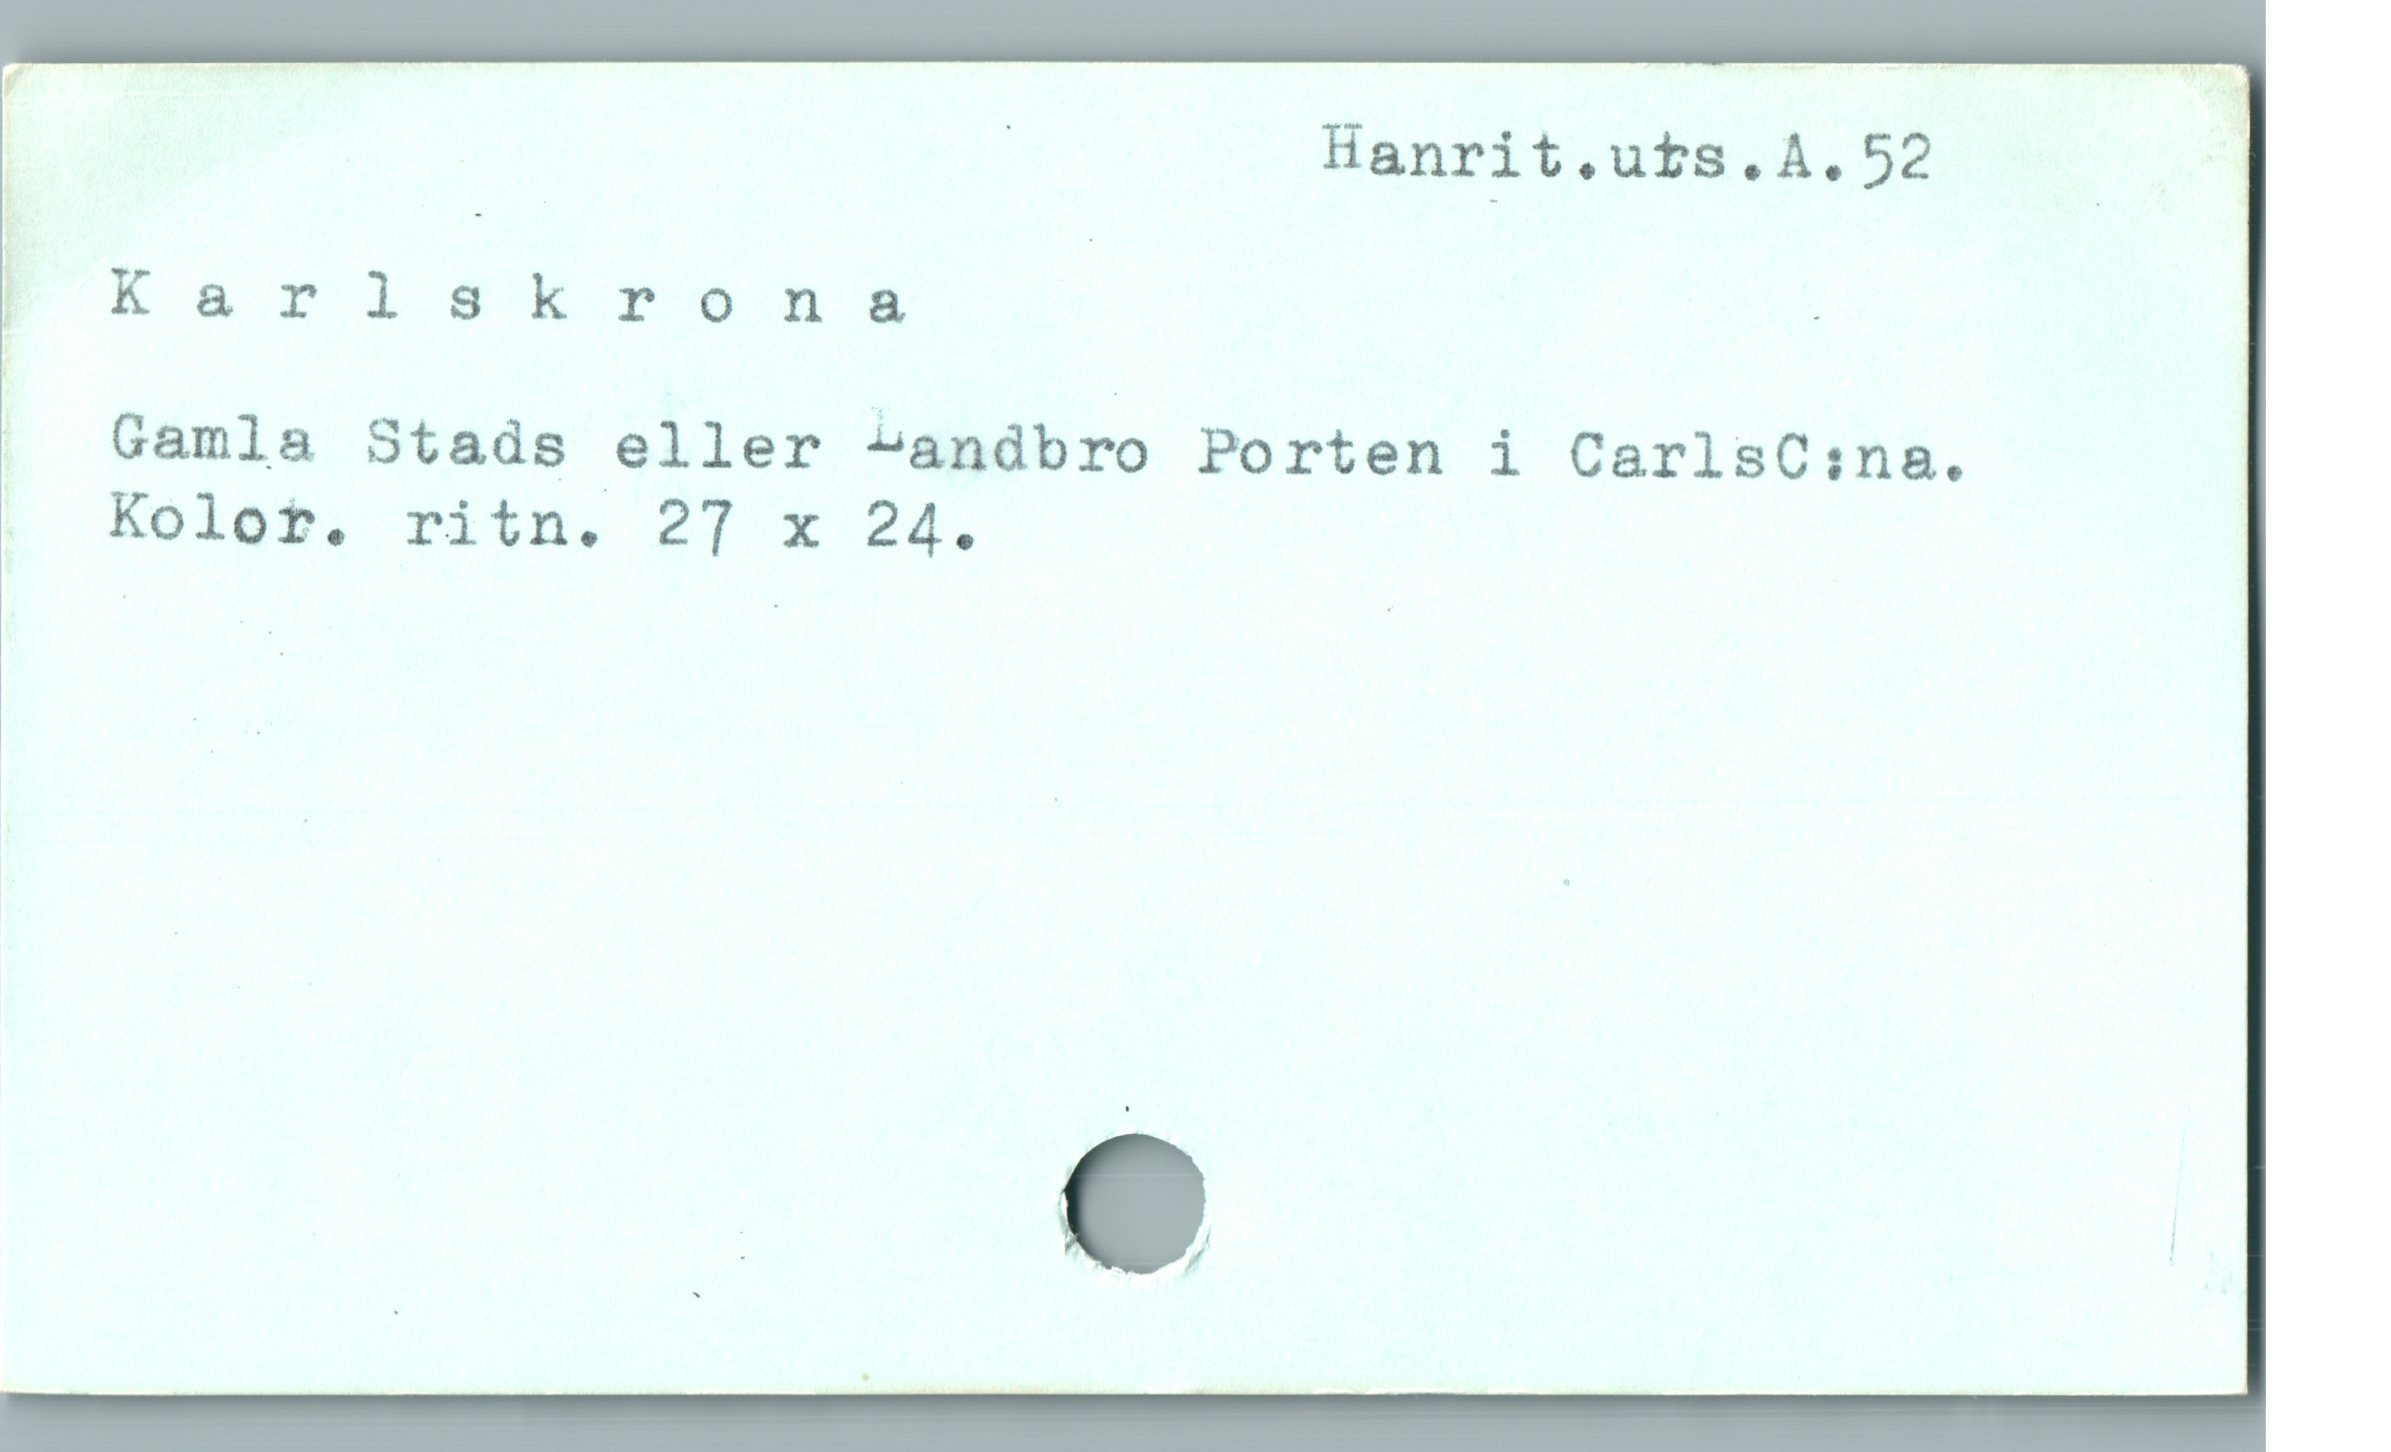 Hanrit.uts.A.52
K a r l s k r o n a
Gamla Stads eller Landbro Porten i CarlsC:na.
Kolor. ritn. 27 x 24.